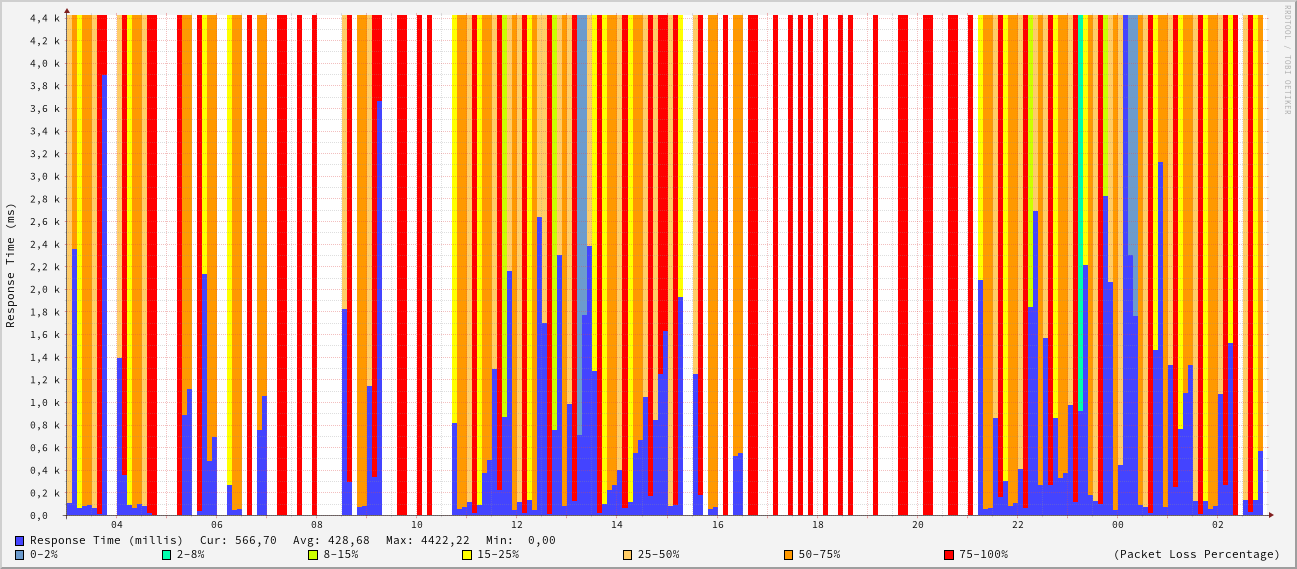 RRDTOOL / TOBI OETIKER
Response Time (ms)
4,4 k
4,2 k
4,0 k
3,8 k
3,6 k
3,4 k
3,2 k
3,0 k
2,8 k
2,6 k
2,4 k
2,2 k
2,0 k
1,8 k
1,6 k
1,4 k
1,2 k
1,0 k
0,8 k
0,6 k
0,4 k
0,2 k
0,0
04 06 08 10 12 14 16 18 20 22 00 02
Response Time (millis) Cur: 566,70 Avg: 428,68 Max: 4422,22 Min: 0,00
0-2% 2-8% 8-15% 15-25% 25-50% 50-75% 75-100% (Packet Loss Percentage)